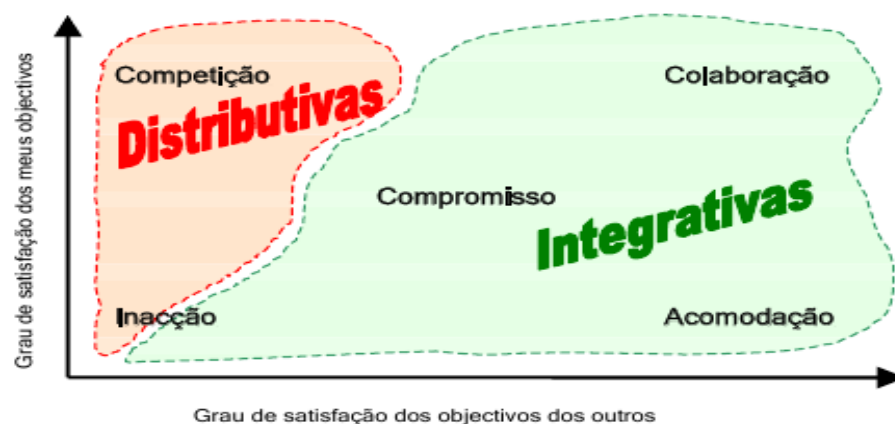 Grau de satisfação dos meus objectivos
Competição
Colaboração
Distributivas
Compromisso
Integrativas
Inacção
Acomodação
Grau de satisfação dos objectivos dos outros